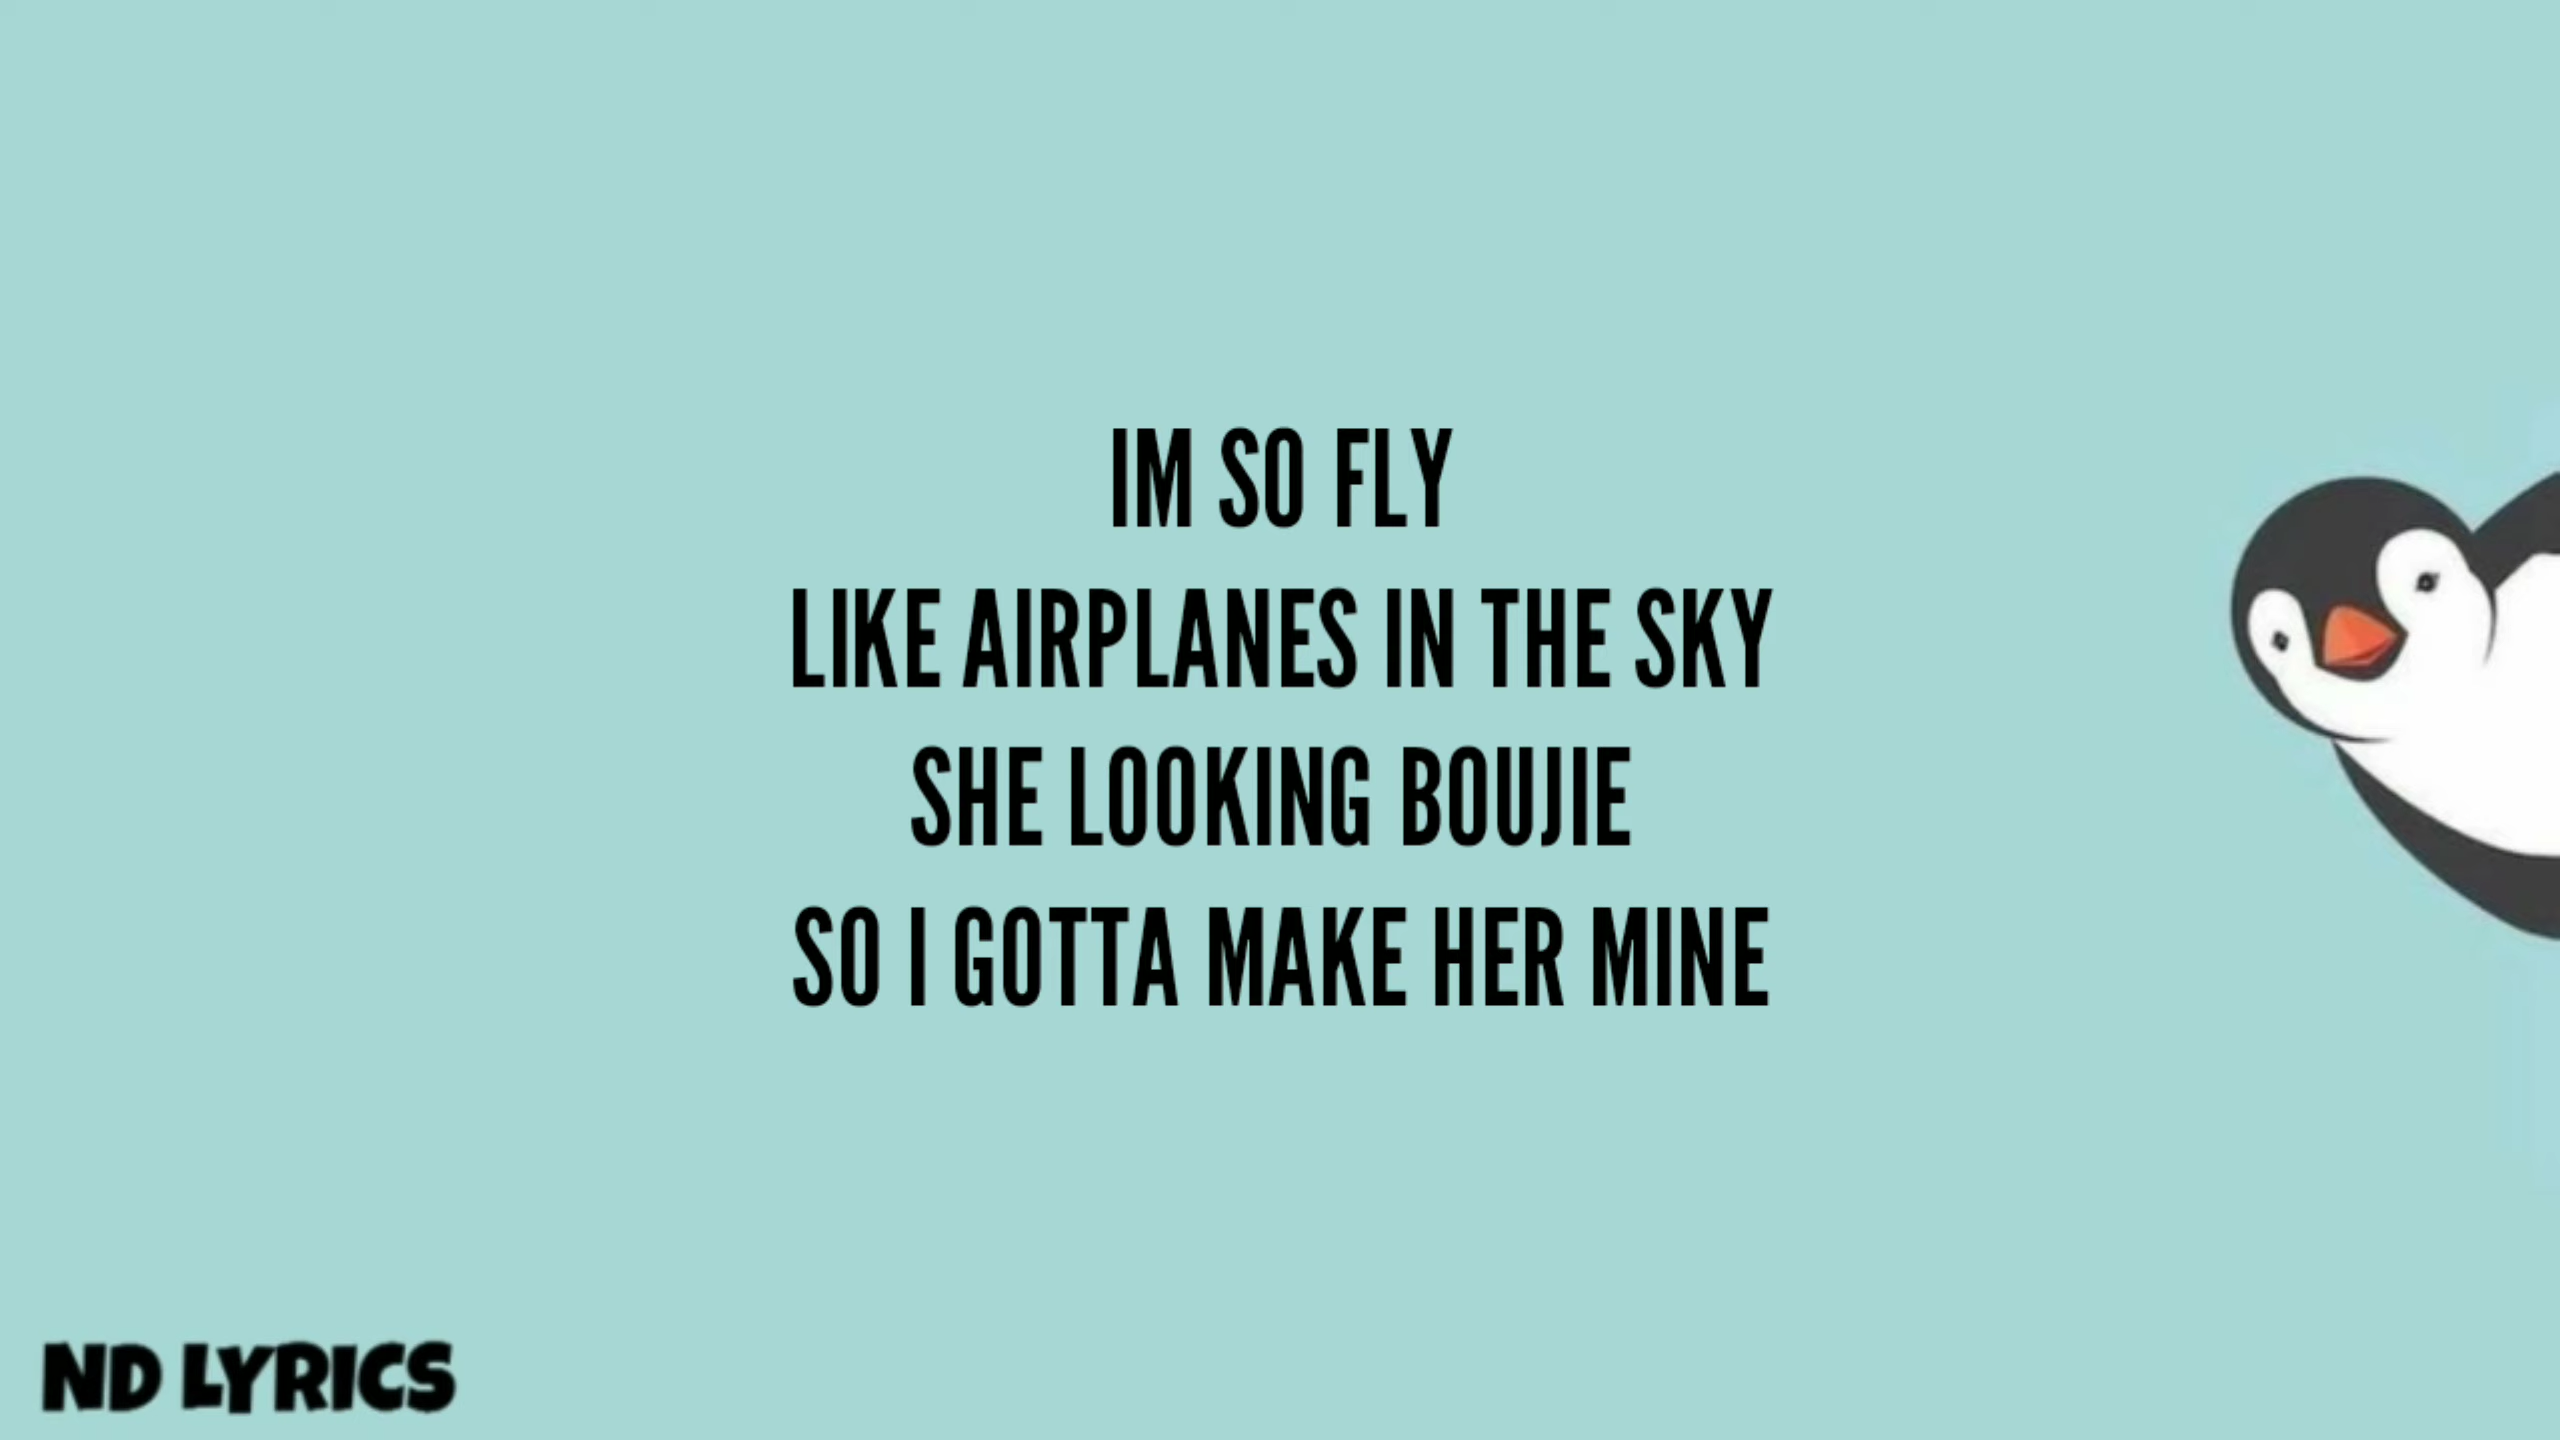 IM SO FLY
LIKE AIRPLANES IN THE SKY
SHE LOOKING BOUJIE
SO I GOTTA MAKE HER MINE
ND LYRICS